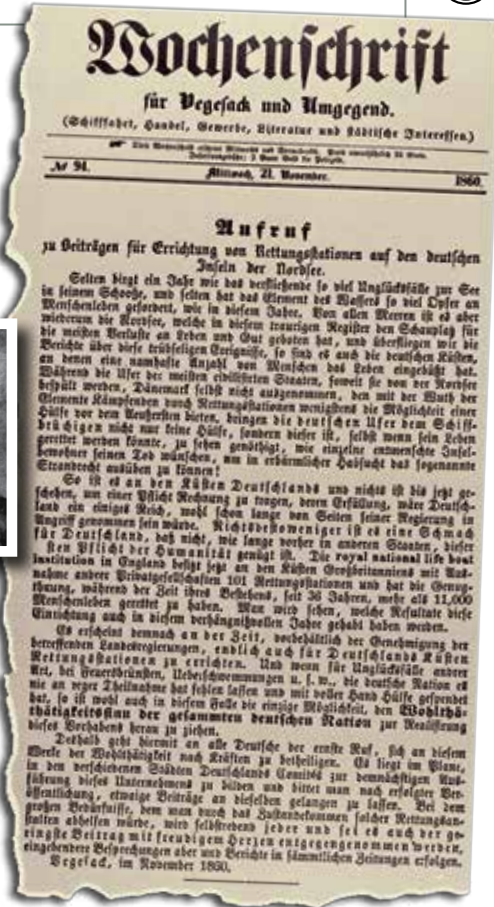 Wochenschrift
für Vegesack und Umgegend.
(Schifffahrt, Handel, Gewerbe, Literatur und städtische Interessen.)
№ 94. Mittwoch, 21. November. 1860.
Aufruf
zu Beiträgen für Errichtung von Rettungsstationen auf den deutschen
Inseln der Nordsee.
Selten birgt ein Jahr wie das verfließende so viel Unglücksfälle zur See
in seinem Schooße, und selten hat das Element des Wassers so viel Opfer an
Menschenleben gefordert, wie in diesem Jahre. Von allen Meeren ist es aber
wiederum die Nordsee, welche in diesem traurigen Register den Schauplatz für
die meisten Verluste an Leben und Gut geboten hat, und überfliegen wir die
Berichte über diese trübseligen Ereignisse, so sind es auch die deutschen Küsten,
an denen eine namhafte Anzahl von Menschen das Leben eingebüßt hat.
Während die Ufer der meisten civilisirten Staaten, soweit sie von der Nordsee
bespült werden, Dänemark selbst nicht ausgenommen, den mit der Wuth der
Elemente Kämpfenden durch Rettungsstationen wenigstens die Möglichkeit einer
Hülfe vor dem Aeußersten bieten, bringen die deutschen Ufer dem Schiff-
brüchigen nicht nur keine Hülfe, sondern dieser ist, selbst wenn sein Leben
gerettet werden könnte, zu sehen genöthigt, wie einzelne entmenschte Insel-
bewohner seinen Tod wünschen, um in erbärmlicher Habsucht das sogenannte
Strandrecht ausüben zu können!
So ist es an den Küsten Deutschlands und nichts ist bis jetzt ge-
schehen, um einer Pflicht Rechnung zu tragen, deren Erfüllung, wäre Deutsch-
land ein einiges Reich, wohl schon lange von Seiten seiner Regierung in
Angriff genommen sein würde. Nichtsdestoweniger ist es eine Schmach
für Deutschland, daß nicht, wie lange vorher in anderen Staaten, dieser
sten Pflicht der Humanität genügt ist. Die royal national life boat
institution in England besitzt jetzt an den Küsten Großbritanniens mit Aus-
nahme anderer Privatgesellschaften 101 Rettungsstationen und hat die Genug-
thuung, während der Zeit ihres Bestehens, seit 36 Jahren, mehr als 11,000
Menschenleben gerettet zu haben. Man wird sehen, welche Resultate diese
Einrichtung auch in diesem verhängnißvollen Jahre gehabt haben werden.
Es erscheint demnach an der Zeit, vorbehältlich der Genehmigung der
betreffenden Landesregierungen, endlich auch für Deutschlands Küsten
Rettungsstationen zu errichten. Und wenn für Unglücksfälle anderer
Art, bei Feuersbrünsten, Ueberschwemmungen u. s. w., die deutsche Nation es
nie an reger Theilnahme hat fehlen lassen und mit voller Hand Hülfe gespendet
hat, so ist wohl auch in diesem Falle die einzige Möglichkeit, den Wohlthä-
thätigkeitssinn der gesammten deutschen Nation zur Realisirung
dieses Vorhabens heran zu ziehen.
Deshalb geht hiermit an alle Deutsche der ernste Ruf, sich an diesem
Werke der Wohlthätigkeit nach Kräften zu betheiligen. Es liegt im Plane,
in den verschiedenen Städten Deutschlands Comités zur demnächstigen Aus-
führung dieses Unternehmens zu bilden und bittet man nach erfolgter Ver-
öffentlichung, etwaige Beiträge an dieselben gelangen zu lassen. Bei dem
großen Bedürfnisse, dem man durch das Zustandekommen solcher Rettungsan-
stalten abhelfen würde, wird selbstredend jeder und sei es auch der ge-
ringste Beitrag mit freudigem Herzen entgegengenommen werden,
eingehendere Besprechungen aber und Berichte in sämmtlichen Zeitungen erfolgen.
Vegesack, im November 1860.